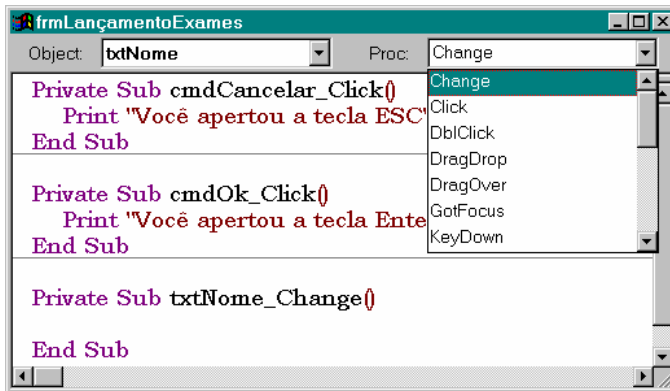 frmLançamentoExames
Object: txtNome Proc: Change
Private Sub cmdCancelar_Click()
Print "Você apertou a tecla ESC"
End Sub
Private Sub cmdOk_Click()
Print "Você apertou a tecla Ente
End Sub
Private Sub txtNome_Change()
End Sub
Change
Click
DblClick
DragDrop
DragOver
GotFocus
KeyDown